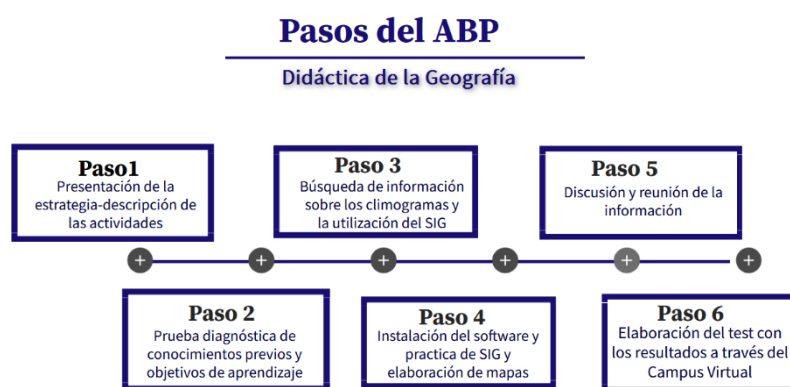 Pasos del ABP
Didáctica de la Geografía
Paso1
Presentación de la
estrategia-descripción de
las actividades
Paso 2
Prueba diagnóstica de
conocimientos previos y
objetivos de aprendizaje
Paso 3
Búsqueda de información
sobre los climogramas y
la utilización del SIG
Paso 4
Instalación del software y
practica de SIG y
elaboración de mapas
Paso 5
Discusión y reunión de la
información
Paso 6
Elaboración del test con
los resultados a través del
Campus Virtual